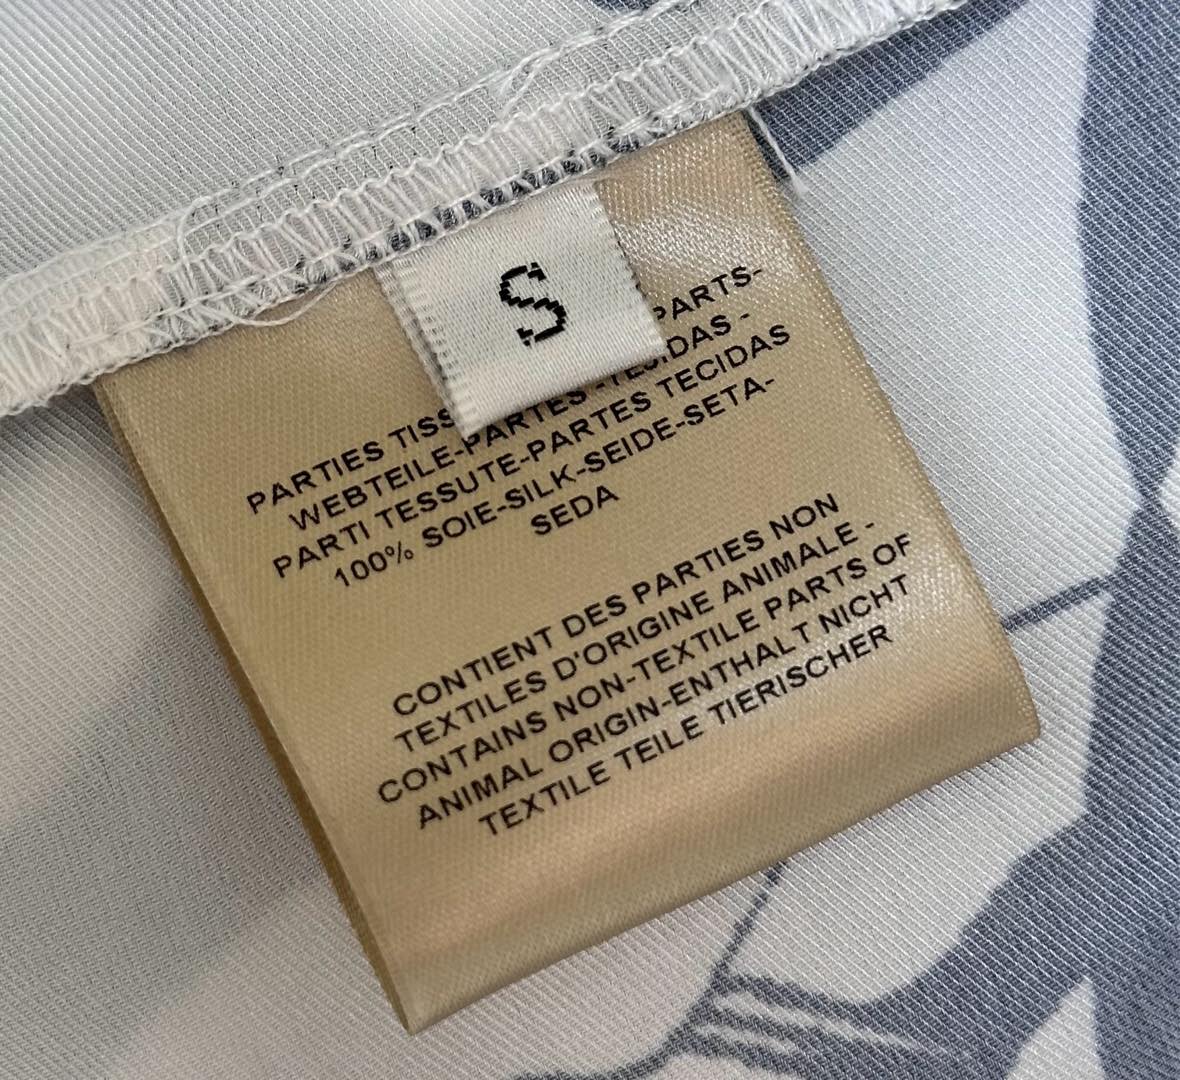 S
PARTIES TISS PARTS-
WEBTEILE-PARTES -TEJIDAS -
PARTI TESSUTE-PARTES TECIDAS
100% SOIE-SILK-SEIDE-SETA-
SEDA
CONTIENT DES PARTIES NON
TEXTILES D'ORIGINE ANIMALE -
CONTAINS NON-TEXTILE PARTS OF
ANIMAL ORIGIN-ENTHALT NICHT
TEXTILE TEILE TIERISCHER